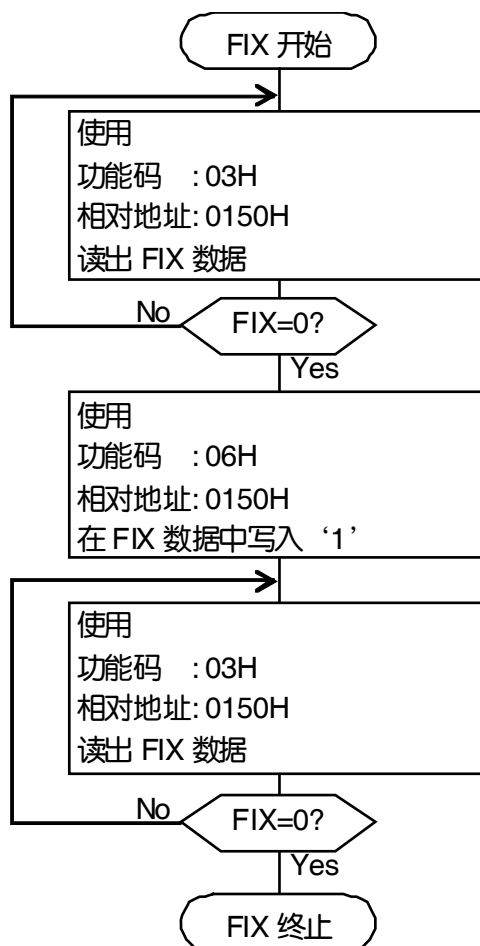 FIX 开始
使用
功能码 : 03H
相对地址: 0150H
读出 FIX 数据
No
FIX=0?
Yes
使用
功能码 : 06H
相对地址: 0150H
在 FIX 数据中写入‘1’
使用
功能码 : 03H
相对地址: 0150H
读出 FIX 数据
No
FIX=0?
Yes
FIX 终止